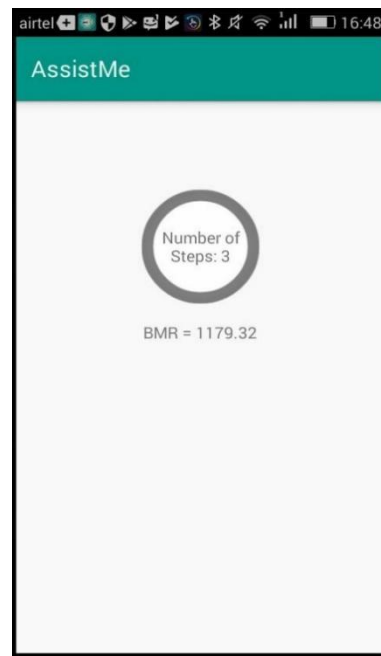 airtel 16:48
AssistMe
Number of
Steps: 3
BMR = 1179.32